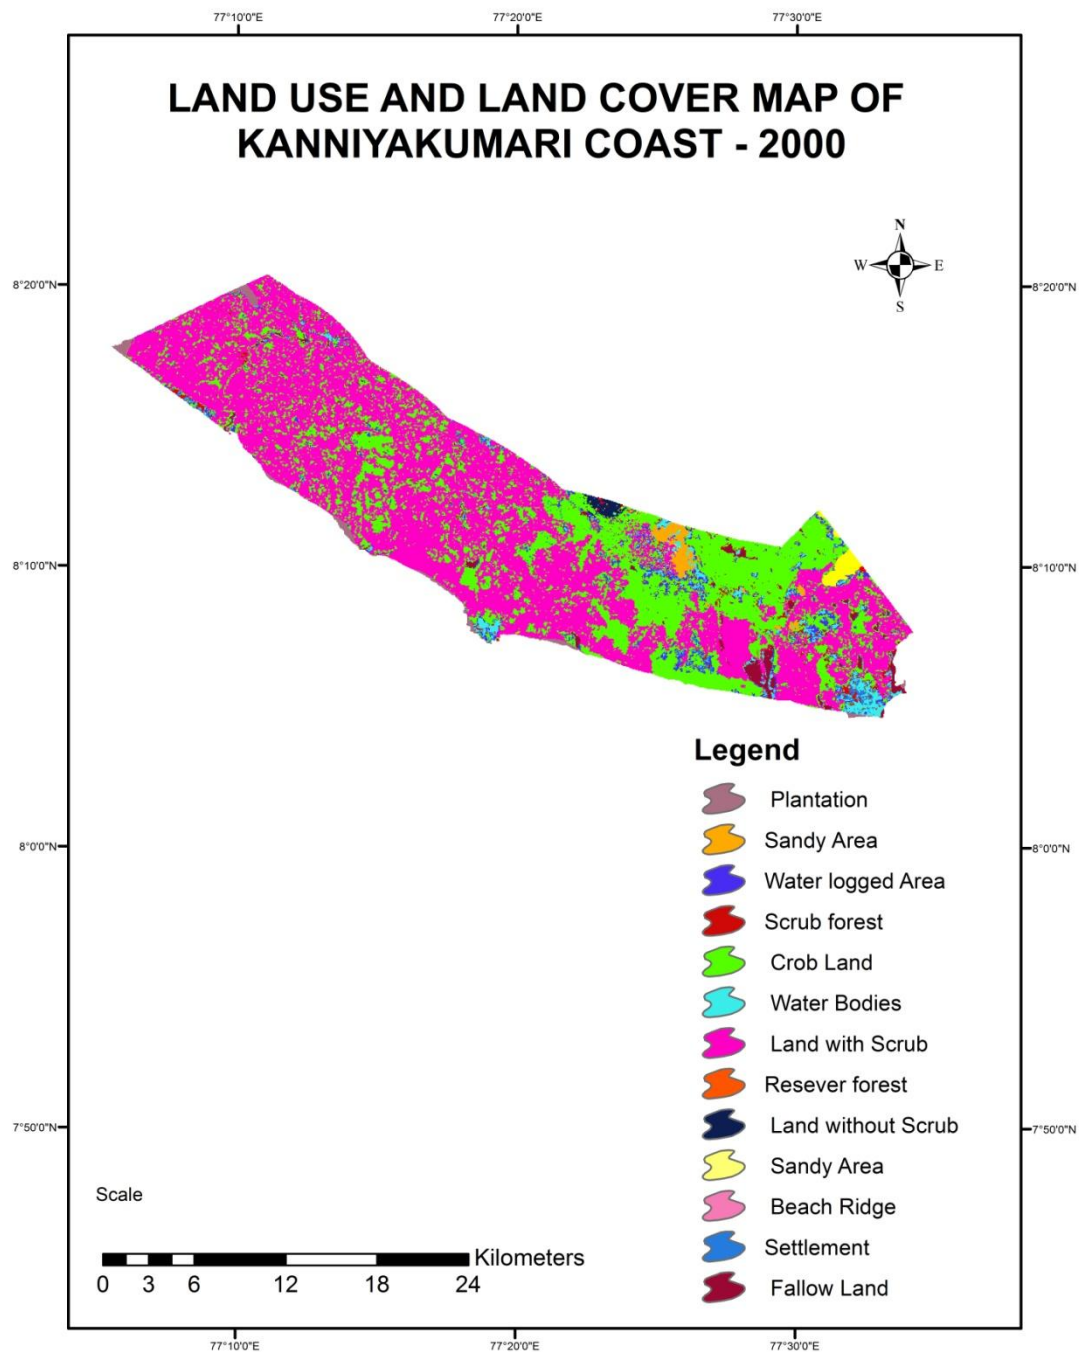 77°10'0"E
77°20'0"E
77°30'0"E
LAND USE AND LAND COVER MAP OF
KANNIYAKUMARI COAST - 2000
N
W
E
S
8°20'0"N
8°20'0"N
8°10'0"N
8°10'0"N
Legend
Plantation
Sandy Area
8°0'0"N
8°0'0"N
Water logged Area
Scrub forest
Crob Land
Water Bodies
Land with Scrub
Resever forest
7°50'0"N
7°50'0"N
Land without Scrub
Sandy Area
Beach Ridge
Settlement
Fallow Land
Scale
Kilometers
0 3 6 12 18 24
77°10'0"E
77°20'0"E
77°30'0"E